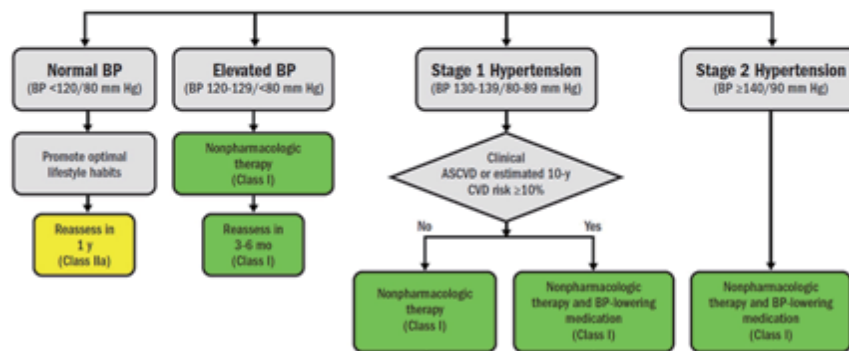 Normal BP
(BP <120/80 mm Hg)
Elevated BP
(BP 120-129/<80 mm Hg)
Stage 1 Hypertension
(BP 130-139/80-89 mm Hg)
Stage 2 Hypertension
(BP ≥140/90 mm Hg)
Promote optimal
lifestyle habits
Nonpharmacologic
therapy
(Class I)
Clinical
ASCVD or estimated 10-y
CVD risk ≥10%
Reassess in
1 y
(Class IIa)
Reassess in
3-6 mo
(Class I)
No
Yes
Nonpharmacologic
therapy
(Class I)
Nonpharmacologic
therapy and BP-lowering
medication
(Class I)
Nonpharmacologic
therapy and BP-lowering
medication
(Class I)